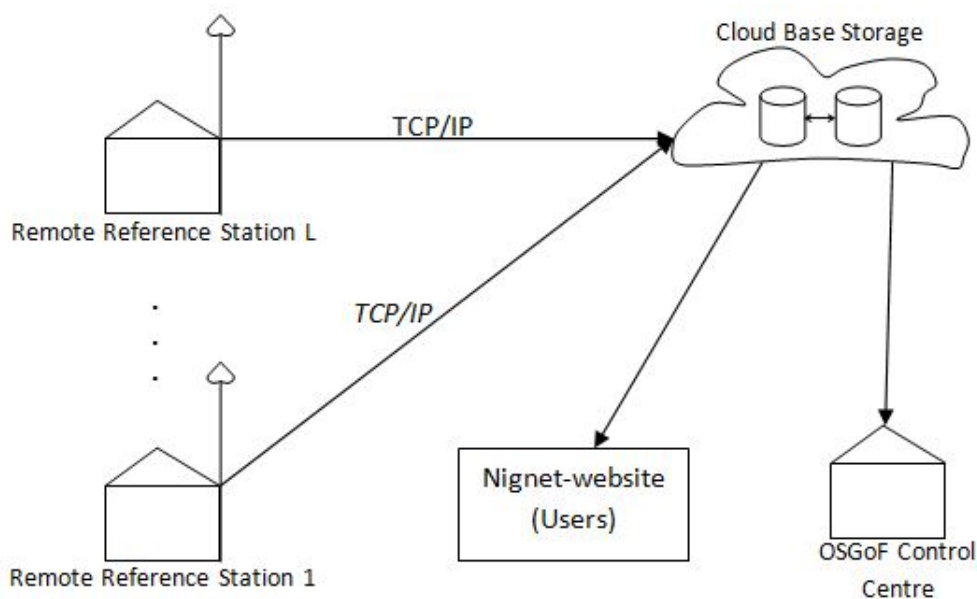 Cloud Base Storage
TCP/IP
Remote Reference Station L
TCP/IP
Nignet-website
(Users)
Remote Reference Station 1
OSGoF Control
Centre